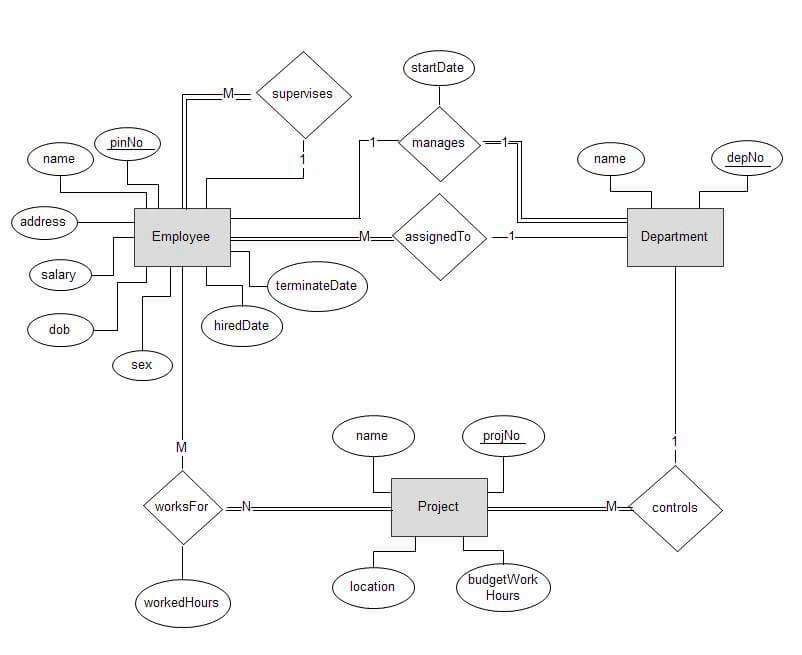 startDate
M
supervises
pinNo
1
manages
1
name
1
name
depNo
address
Employee
M
assignedTo
1
Department
salary
terminateDate
hiredDate
dob
sex
name
projNo
M
1
worksFor
N
Project
M
controls
location
budgetWork
Hours
workedHours